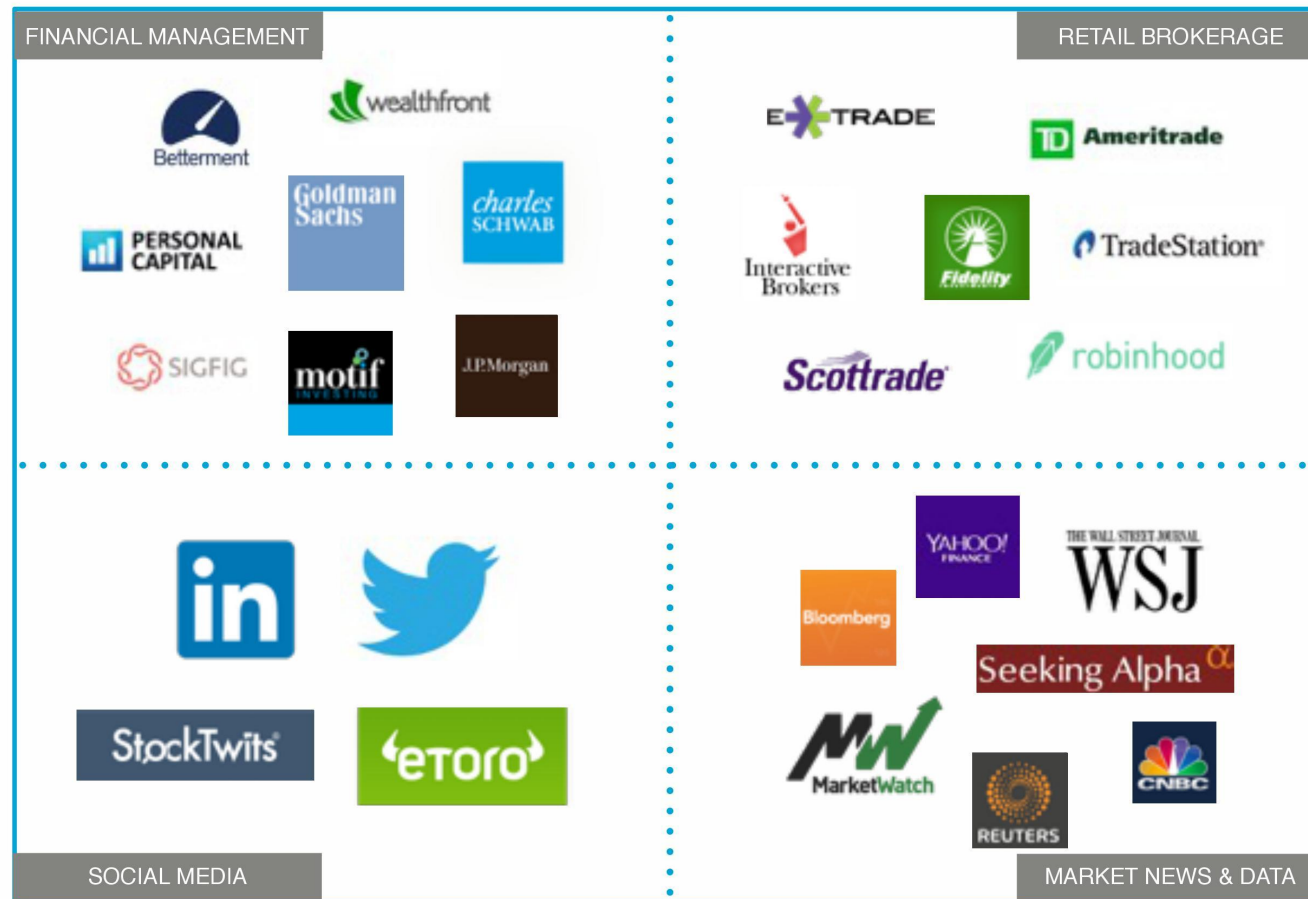 FINANCIAL MANAGEMENT
wealthfront
Betterment
Goldman
Sachs
charles
SCHWAB
PERSONAL
CAPITAL
SIGFIG
motif
INVESTING
J.P.Morgan
RETAIL BROKERAGE
E TRADE
TD Ameritrade
Interactive
Brokers
Fidelity
INVESTMENTS
TradeStation®
Scottrade®
robinhood
in
StockTwits®
eToro
SOCIAL MEDIA
YAHOO!
FINANCE
THE WALL STREET JOURNAL
WSJ
Bloomberg
Seeking Alpha α
MW
MarketWatch
CNBC
REUTERS
MARKET NEWS & DATA